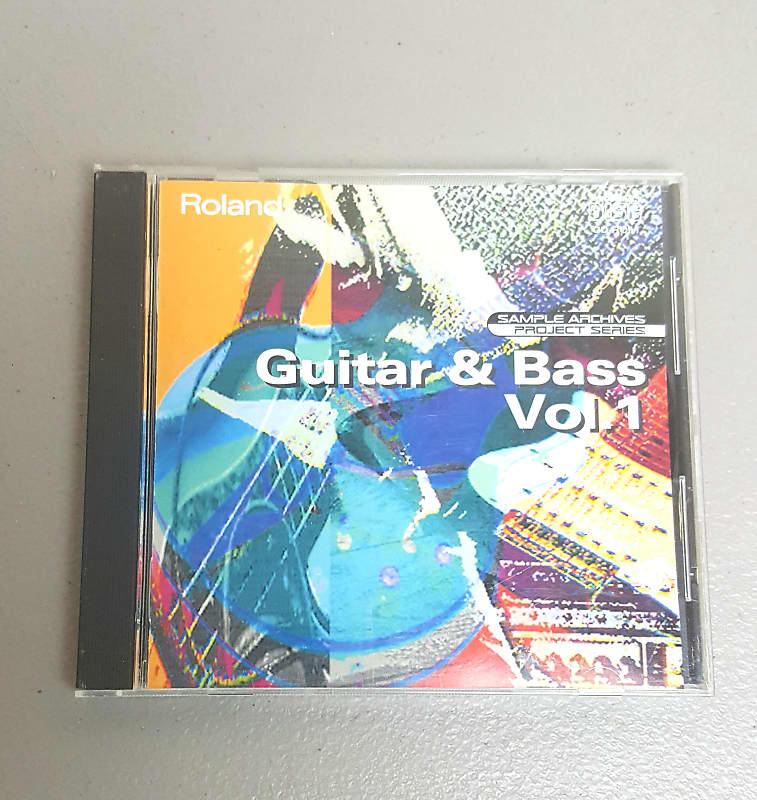 Roland
SAMPLE ARCHIVES
PROJECT SERIES
Guitar & Bass
Vol.1